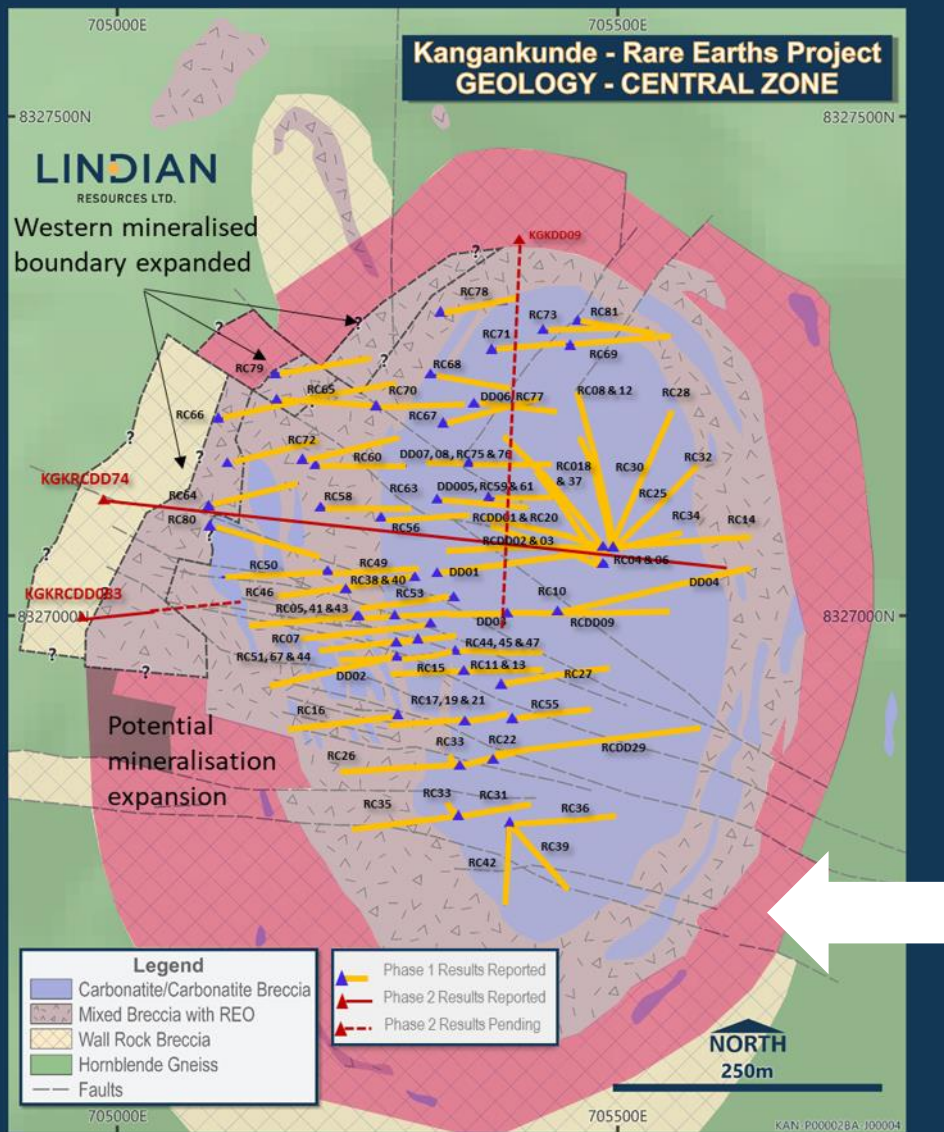 705000E
705500E
Kangankunde - Rare Earths Project
GEOLOGY - CENTRAL ZONE
8327500N
8327500N
LINDIAN
RESOURCES LTD.
Western mineralised
boundary expanded
KGKDD09
?
RC78
RC73
RC81
?
?
RC71
RC69
RC79
?
RC68
RC65
RC70
DD06
RC77
RC08 & 12
RC28
RC66
RC67
?
RC72
?
RC60
DD07, 08, RC75 & 76
RC018
& 37
RC30
RC32
KGKRCDD74
RC64
RC58
RC63
DD005, RC59 & 61
RC25
RC80
RC56
RCDD01 & RC20
RC34
RC14
?
RCDD02 & 03
?
RC50
RC49
RC04 & 06
RC38 & 40
DD01
DD04
KGKRCDD083
RC46
RC53
RC10
RC05, 41 & 43
8327000N
RCDD09
8327000N
RC07
?
RC51, 67 & 44
RC44, 45 & 47
?
DD02
RC15
RC11 & 13
RC27
RC16
RC17, 19 & 21
RC55
Potential
mineralisation
expansion
RC33
RC22
RCDD29
RC26
RC35
RC33
RC31
RC36
RC39
RC42
Legend
Carbonatite/Carbonatite Breccia
Mixed Breccia with REO
Wall Rock Breccia
Hornblende Gneiss
Faults
Phase 1 Results Reported
Phase 2 Results Reported
Phase 2 Results Pending
NORTH
250m
705000E
705500E
KAN-P00002BA-J00004